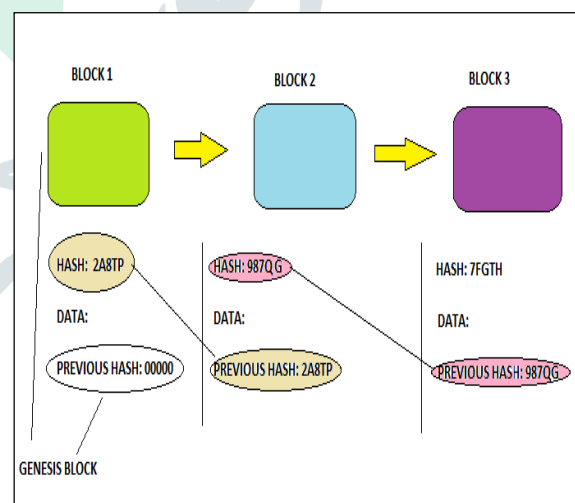 BLOCK 1
BLOCK 2
BLOCK 3
HASH: 2A8TP
HASH: 987QG
HASH: 7FGTH
DATA:
DATA:
DATA:
PREVIOUS HASH: 00000
PREVIOUS HASH: 2A8TP
PREVIOUS HASH: 987QG
GENESIS BLOCK